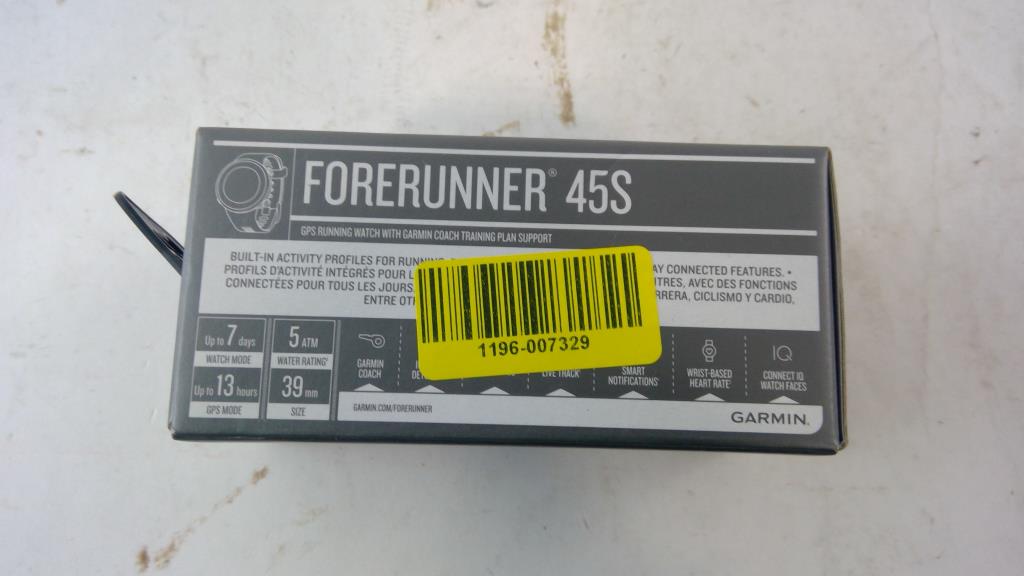 FORERUNNER® 45S
GPS RUNNING WATCH WITH GARMIN COACH TRAINING PLAN SUPPORT
BUILT-IN ACTIVITY PROFILES FOR RUNNING, AY CONNECTED FEATURES. •
PROFILS D'ACTIVITÉ INTÉGRÉS POUR L UTRES, AVEC DES FONCTIONS
CONNECTÉES POUR TOUS LES JOURS. RRERA, CICLISMO Y CARDIO,
ENTRE OT
1196-007329
Up to 7 days
WATCH MODE
5 ATM
WATER RATING¹
Up to 13 hours
GPS MODE
39 mm
SIZE
GARMIN
COACH
LIVE TRACK
SMART
NOTIFICATIONS
WRIST-BASED
HEART RATE
IQ
CONNECT IQ
WATCH FACES
GARMIN.COM/FORERUNNER
GARMIN.